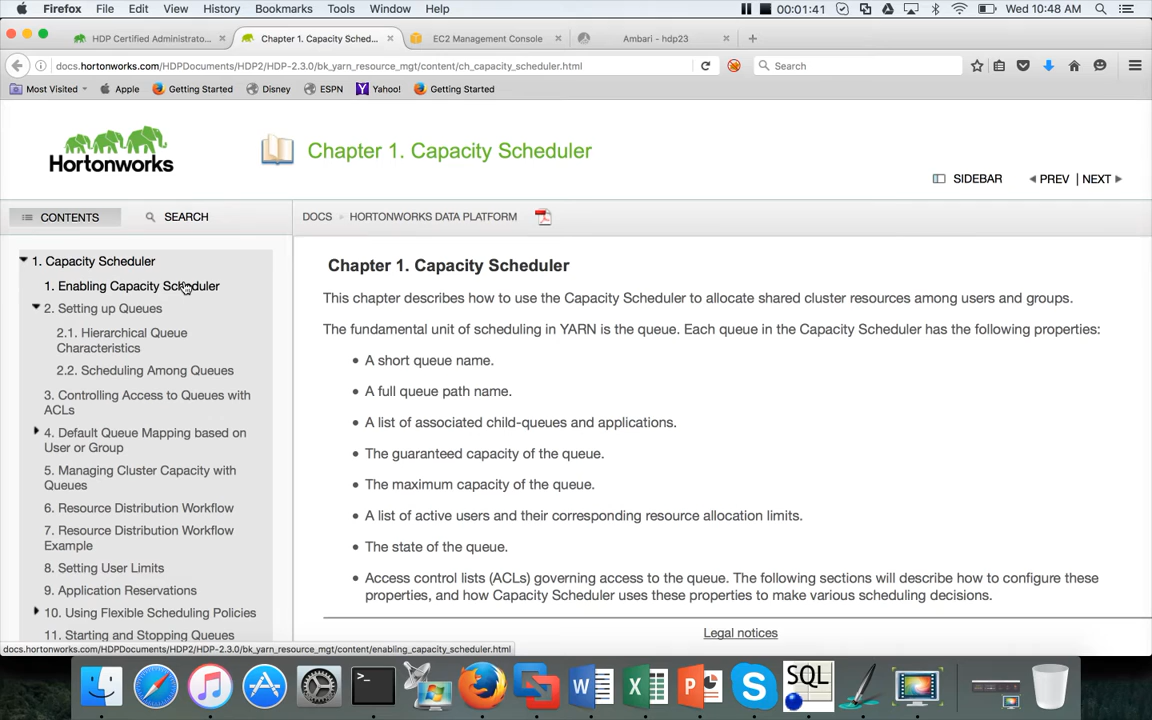 Firefox File Edit View History Bookmarks Tools Window Help 00:01:41 Wed 10:48 AM
HDP Certified Administrato... × Chapter 1. Capacity Sched... × EC2 Management Console × Ambari - hdp23 × +
docs.hortonworks.com/HDPDocuments/HDP2/HDP-2.3.0/bk_yarn_resource_mgt/content/ch_capacity_scheduler.html Search
Most Visited Apple Getting Started Disney ESPN Yahoo! Getting Started
Hortonworks
Chapter 1. Capacity Scheduler
SIDEBAR PREV | NEXT
CONTENTS SEARCH
DOCS HORTONWORKS DATA PLATFORM
1. Capacity Scheduler
1. Enabling Capacity Scheduler
2. Setting up Queues
2.1. Hierarchical Queue
Characteristics
2.2. Scheduling Among Queues
3. Controlling Access to Queues with
ACLs
4. Default Queue Mapping based on
User or Group
5. Managing Cluster Capacity with
Queues
6. Resource Distribution Workflow
7. Resource Distribution Workflow
Example
8. Setting User Limits
9. Application Reservations
10. Using Flexible Scheduling Policies
11. Starting and Stopping Queues
Chapter 1. Capacity Scheduler
This chapter describes how to use the Capacity Scheduler to allocate shared cluster resources among users and groups.
The fundamental unit of scheduling in YARN is the queue. Each queue in the Capacity Scheduler has the following properties:
• A short queue name.
• A full queue path name.
• A list of associated child-queues and applications.
• The guaranteed capacity of the queue.
• The maximum capacity of the queue.
• A list of active users and their corresponding resource allocation limits.
• The state of the queue.
• Access control lists (ACLs) governing access to the queue. The following sections will describe how to configure these
properties, and how Capacity Scheduler uses these properties to make various scheduling decisions.
Legal notices
docs.hortonworks.com/HDPDocuments/HDP2/HDP-2.3.0/bk_yarn_resource_mgt/content/enabling_capacity_scheduler.html
SQL